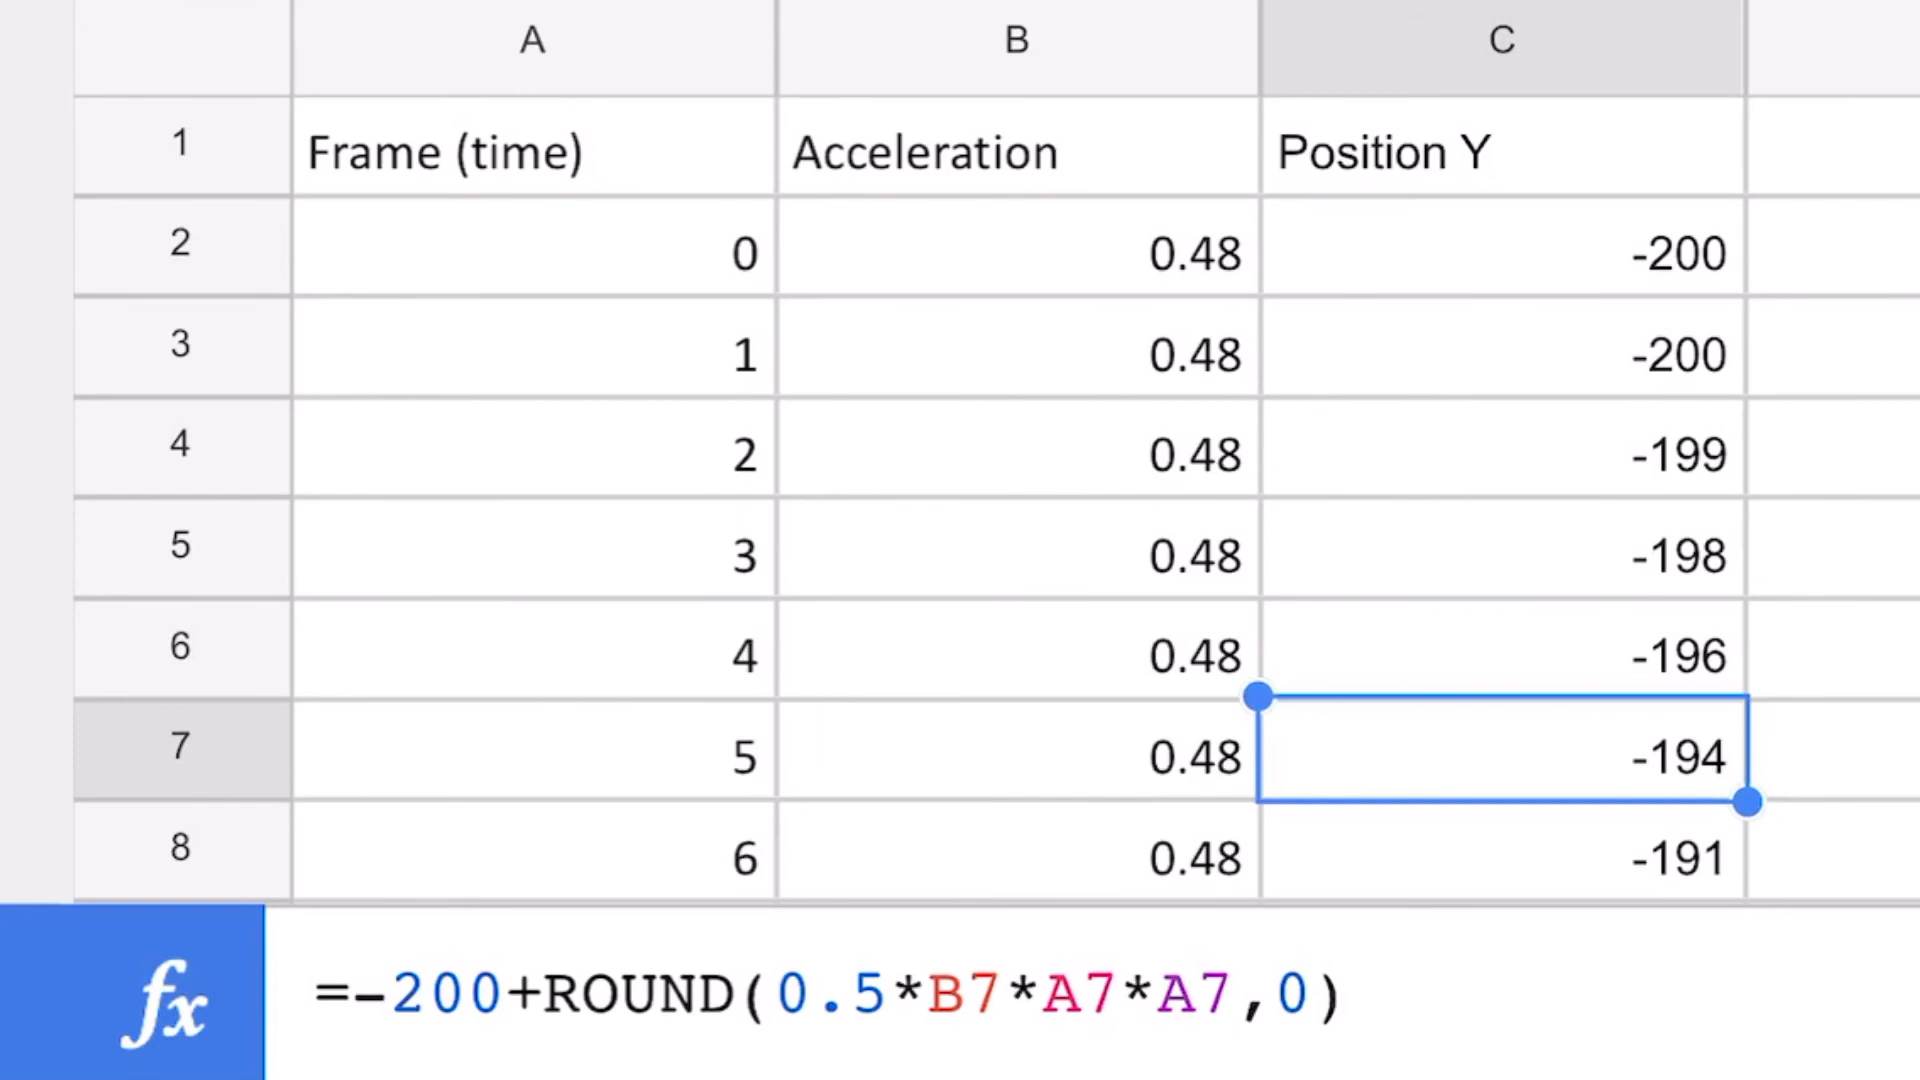 A B C
1 Frame (time) Acceleration Position Y
2 0 0.48 -200
3 1 0.48 -200
4 2 0.48 -199
5 3 0.48 -198
6 4 0.48 -196
7 5 0.48 -194
8 6 0.48 -191
fx =-200+ROUND(0.5*B7*A7*A7,0)